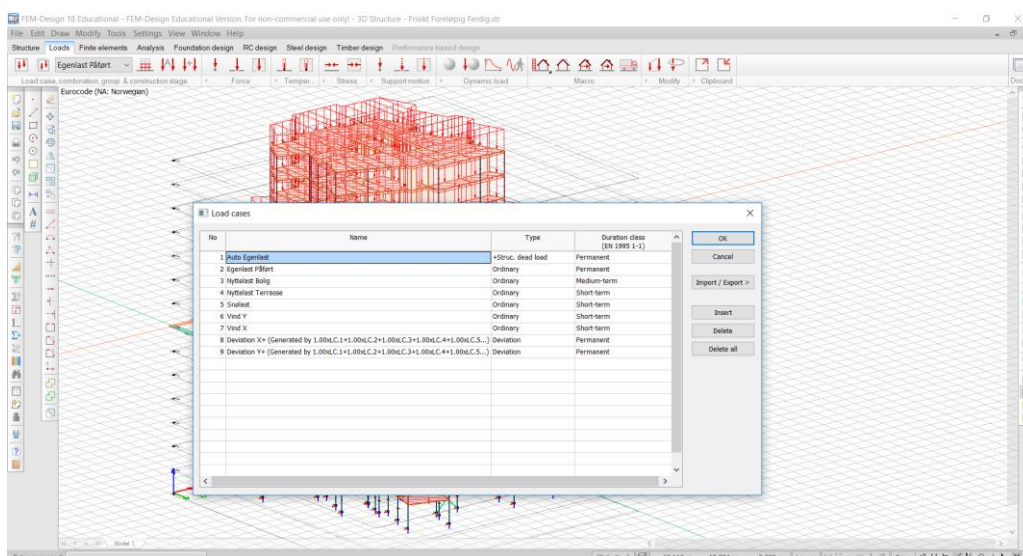 FEM-Design 18 Educational - FEM-Design Educational Version. For non-commercial use only! - 3D Structure - Frisikt Foreløpig Ferdig.str
File Edit Draw Modify Tools Settings View Window Help
Structure Loads Finite elements Analysis Foundation design RC design Steel design Timber design Performance based design
Egenlast Påført
Load case, combination, group & construction stage Force Temper.. Stress Support motion Dynamic load Macro Modify Clipboard
Eurocode (NA: Norwegian)
Load cases
No Name Type Duration class (EN 1995 1-1)
1 Auto Egenlast +Struc. dead load Permanent
2 Egenlast Påført Ordinary Permanent
3 Nyttelast Bolig Ordinary Medium-term
4 Nyttelast Terrasse Ordinary Short-term
5 Snølast Ordinary Short-term
6 Vind Y Ordinary Short-term
7 Vind X Ordinary Short-term
8 Deviation X+ (Generated by 1.00xLC.1+1.00xLC.2+1.00xLC.3+1.00xLC.4+1.00xLC.5...) Deviation Permanent
9 Deviation Y+ (Generated by 1.00xLC.1+1.00xLC.2+1.00xLC.3+1.00xLC.4+1.00xLC.5...) Deviation Permanent
OK
Cancel
Import / Export >
Insert
Delete
Delete all
Model 1